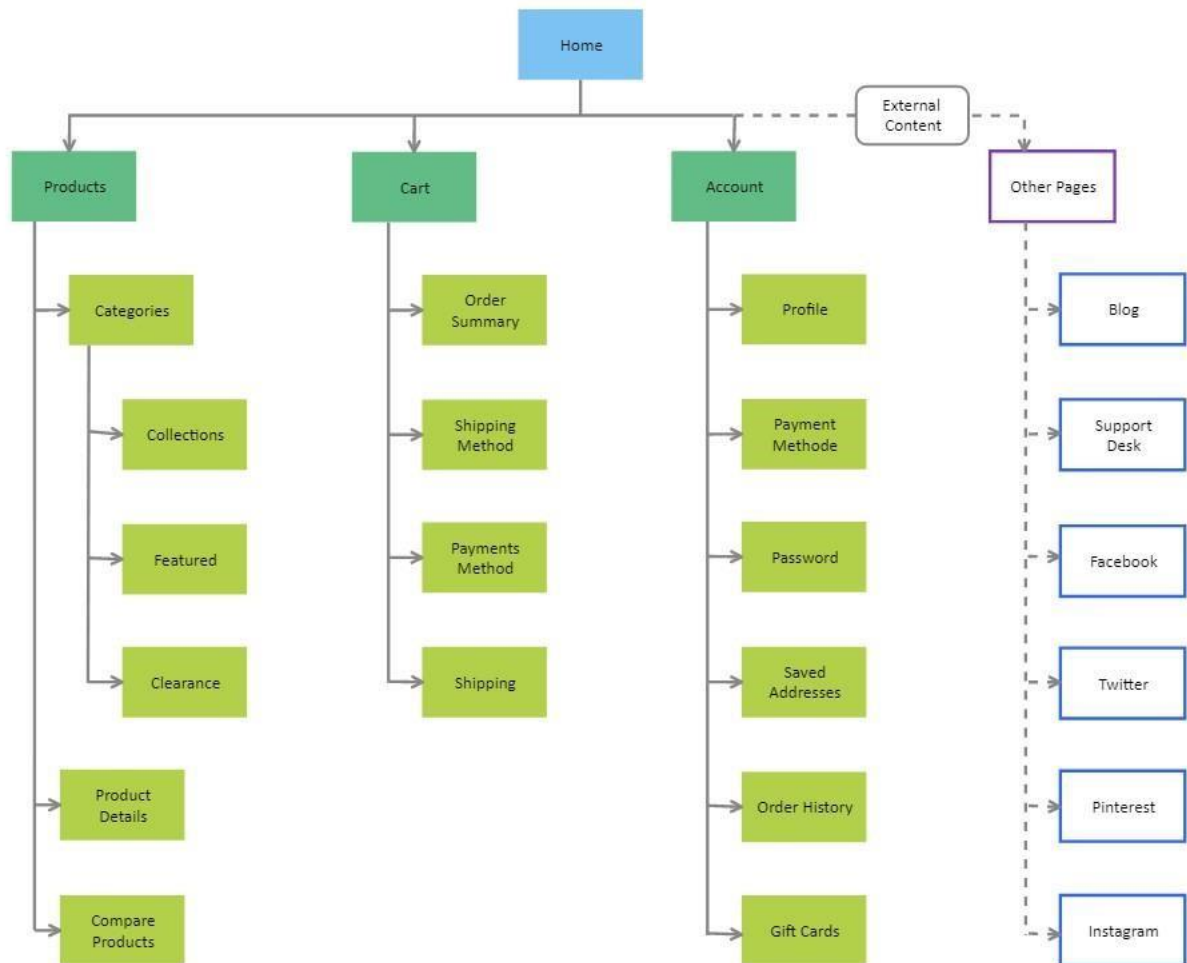 Home
External
Content
Products
Cart
Account
Other Pages
Categories
Order
Summary
Profile
Blog
Collections
Shipping
Method
Payment
Methode
Support
Desk
Featured
Payments
Method
Password
Facebook
Clearance
Shipping
Saved
Addresses
Twitter
Product
Details
Order History
Pinterest
Compare
Products
Gift Cards
Instagram